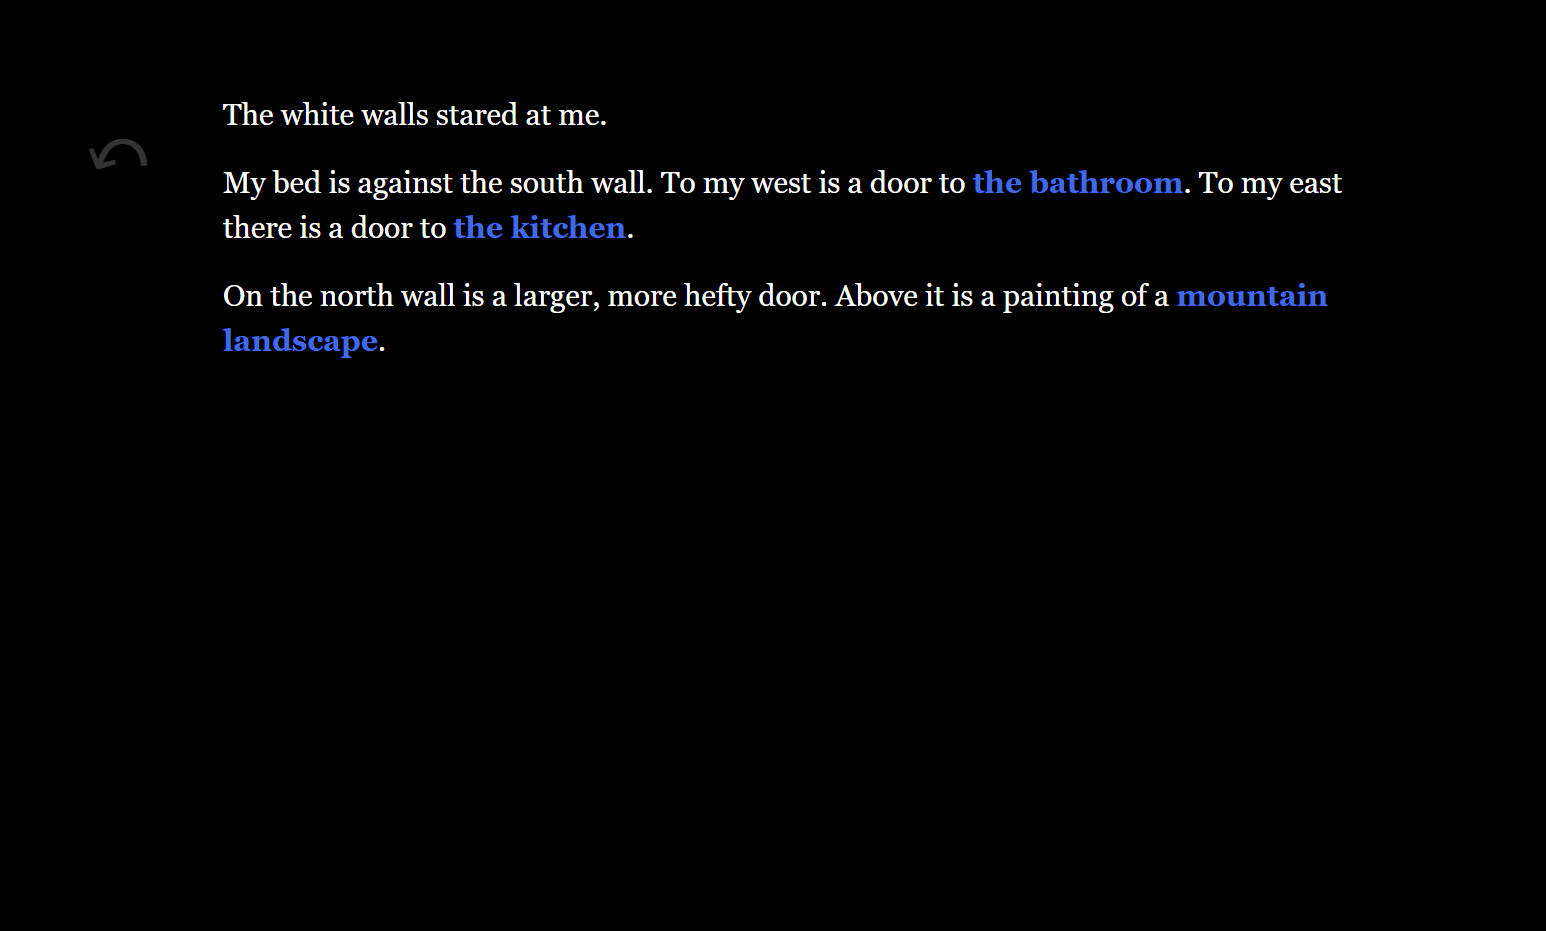 The white walls stared at me.
My bed is against the south wall. To my west is a door to the bathroom. To my east
there is a door to the kitchen.
On the north wall is a larger, more hefty door. Above it is a painting of a mountain
landscape.